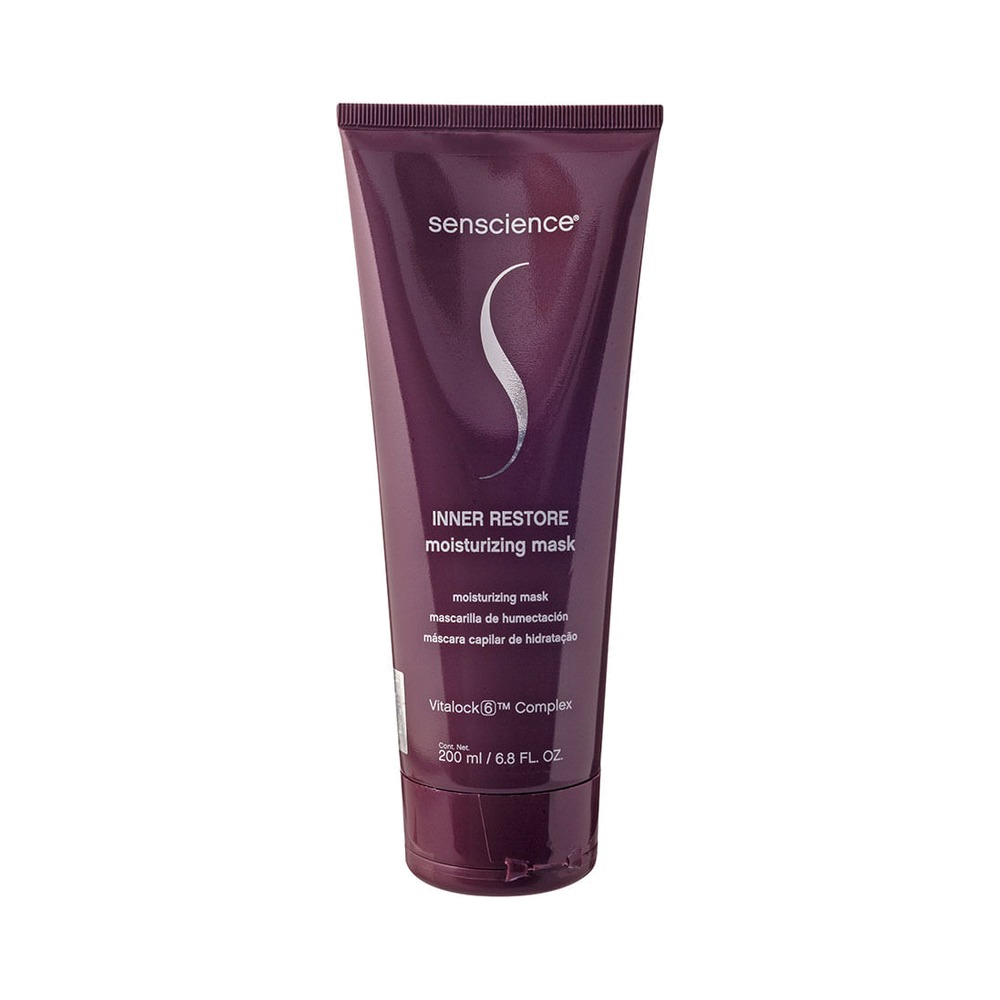 senscience®
INNER RESTORE
moisturizing mask
moisturizing mask
mascarilla de humectación
máscara capilar de hidratação
Vitalock6™ Complex
Cont. Net.
200 ml / 6.8 FL. OZ.